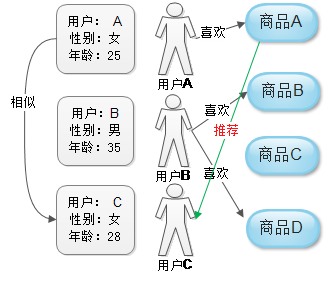 用户： A
性别：女
年龄：25
喜欢
商品A
用户A
相似
用户： B
性别：男
年龄：35
喜欢
推荐
商品B
用户B
喜欢
商品C
用户： C
性别：女
年龄：28
商品D
用户C